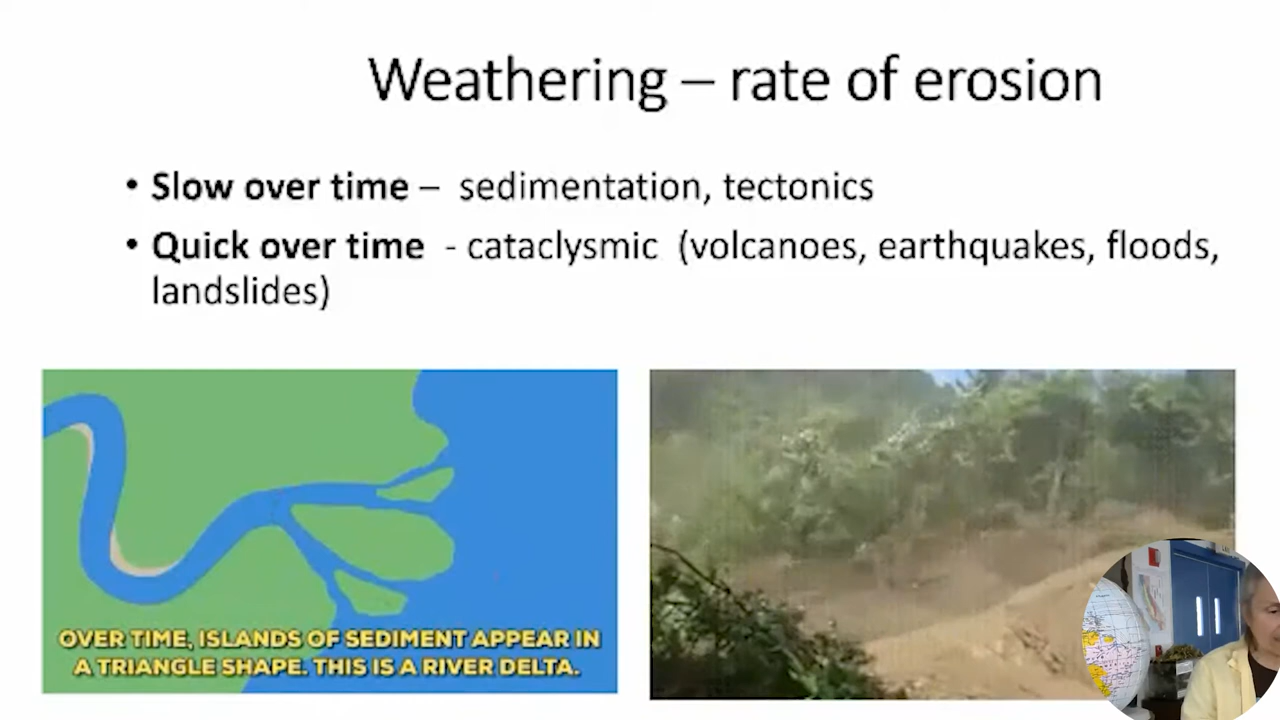 Weathering – rate of erosion
• Slow over time – sedimentation, tectonics
• Quick over time - cataclysmic (volcanoes, earthquakes, floods,
landslides)
OVER TIME, ISLANDS OF SEDIMENT APPEAR IN
A TRIANGLE SHAPE. THIS IS A RIVER DELTA.